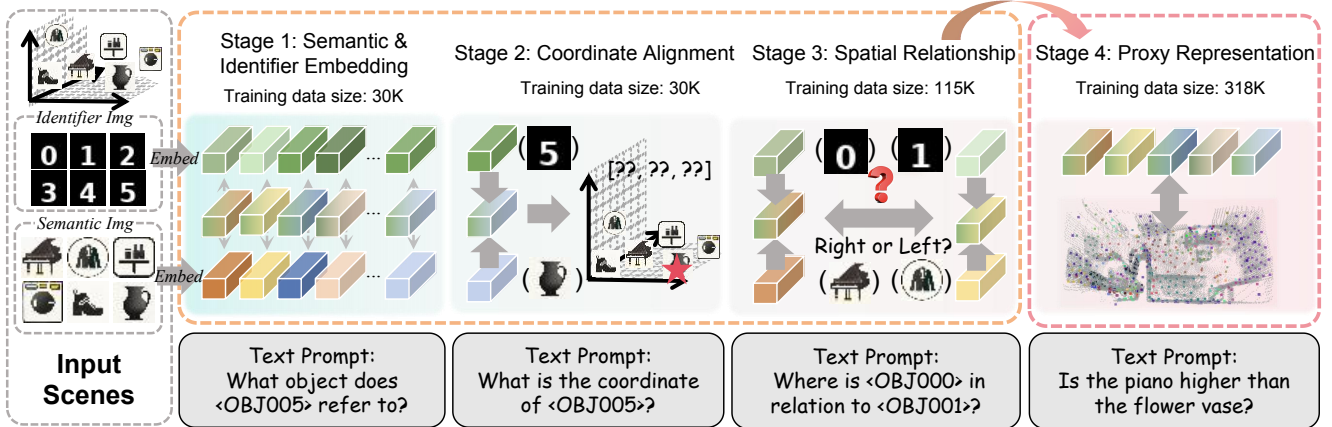 Identifier Img
0 1 2
3 4 5
Semantic Img
Input
Scenes
Embed
Embed
Stage 1: Semantic &
Identifier Embedding
Training data size: 30K
...
...
...
Text Prompt:
What object does
<OBJ005> refer to?
Stage 2: Coordinate Alignment
Training data size: 30K
(5)
[??, ??, ??]
( )
Text Prompt:
What is the coordinate
of <OBJ005>?
Stage 3: Spatial Relationship
Training data size: 115K
(0) (1)
?
Right or Left?
( ) ( )
Text Prompt:
Where is <OBJ000> in
relation to <OBJ001>?
Stage 4: Proxy Representation
Training data size: 318K
Text Prompt:
Is the piano higher than
the flower vase?